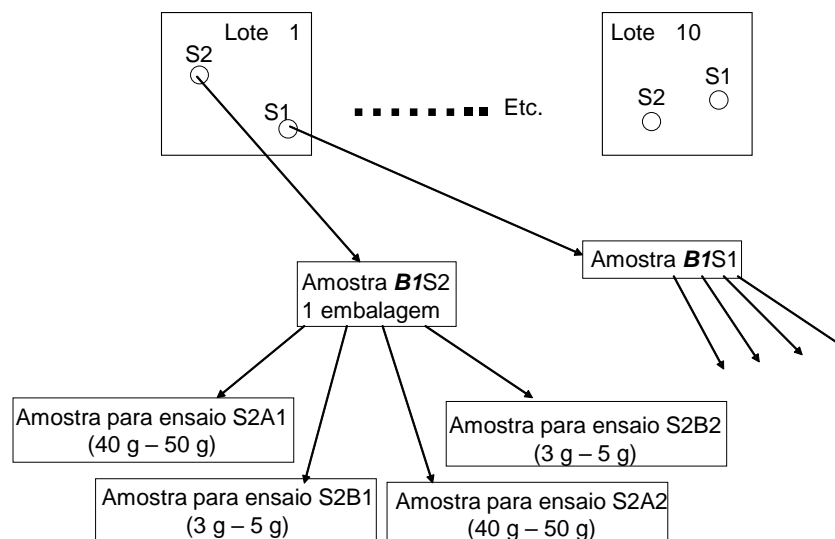 Lote 1
S2
S1
Etc.
Lote 10
S1
S2
Amostra B1S2
1 embalagem
Amostra B1S1
Amostra para ensaio S2A1
(40 g – 50 g)
Amostra para ensaio S2B2
(3 g – 5 g)
Amostra para ensaio S2B1
(3 g – 5 g)
Amostra para ensaio S2A2
(40 g – 50 g)